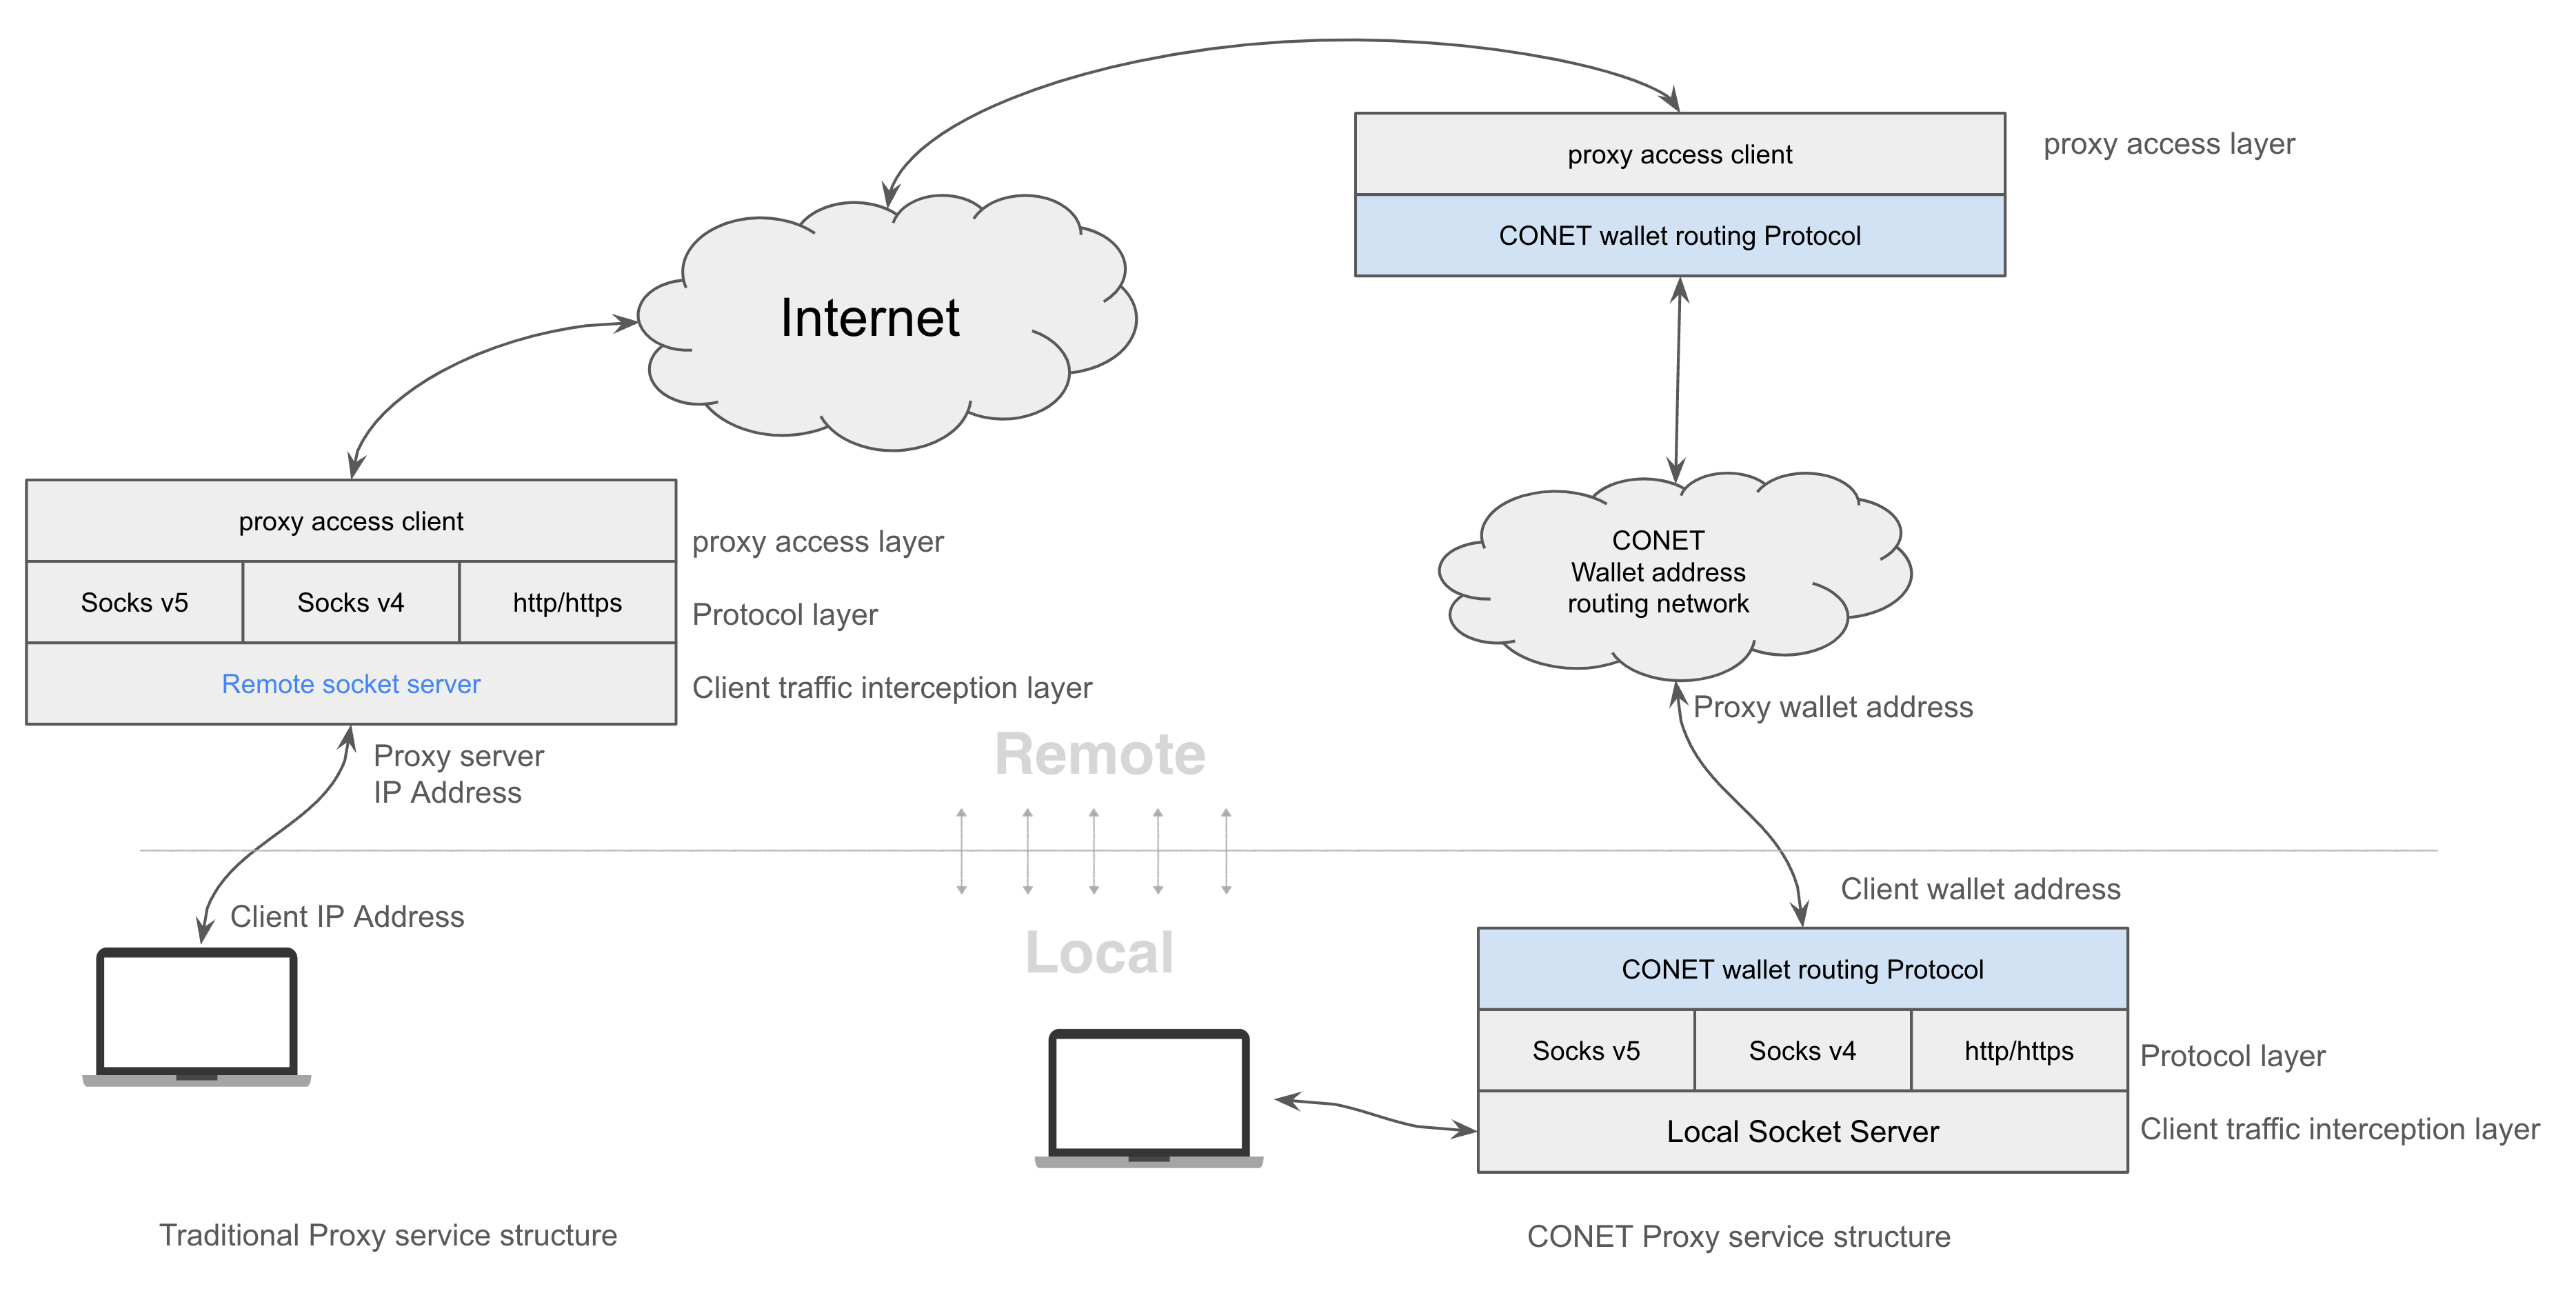 proxy access client
proxy access layer
CONET wallet routing Protocol
Internet
proxy access client
proxy access layer
Socks v5
Socks v4
http/https
Protocol layer
Remote socket server
Client traffic interception layer
CONET
Wallet address
routing network
Proxy wallet address
Proxy server
IP Address
Remote
Local
Client IP Address
Client wallet address
CONET wallet routing Protocol
Socks v5
Socks v4
http/https
Protocol layer
Local Socket Server
Client traffic interception layer
Traditional Proxy service structure
CONET Proxy service structure